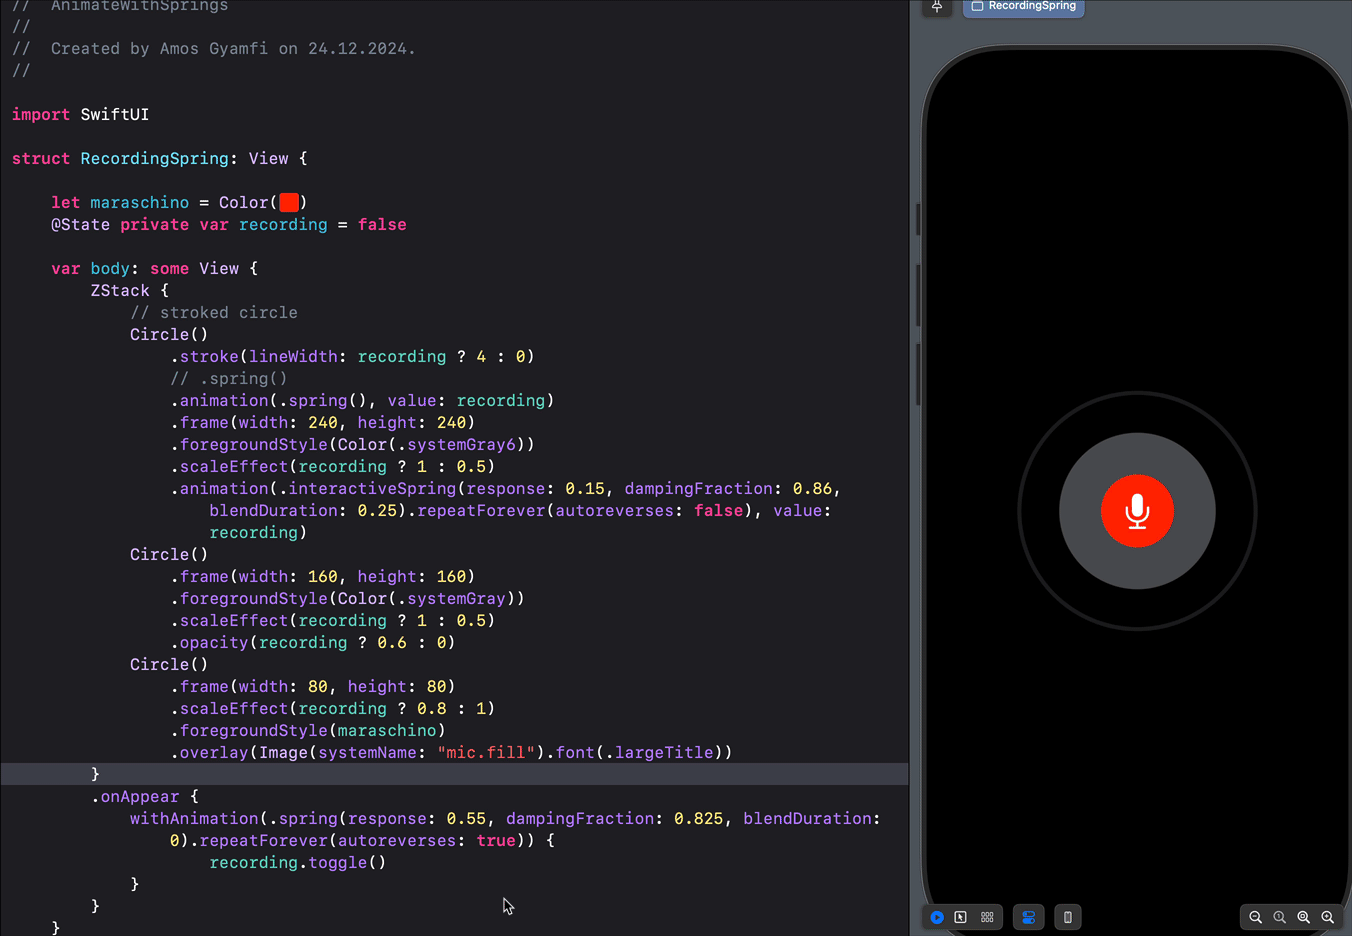 //  AnimateWithSprings
//
//  Created by Amos Gyamfi on 24.12.2024.
//
import SwiftUI
struct RecordingSpring: View {
    let maraschino = Color( )
    @State private var recording = false
    var body: some View {
        ZStack {
            // stroked circle
            Circle()
                .stroke(lineWidth: recording ? 4 : 0)
                // .spring()
                .animation(.spring(), value: recording)
                .frame(width: 240, height: 240)
                .foregroundStyle(Color(.systemGray6))
                .scaleEffect(recording ? 1 : 0.5)
                .animation(.interactiveSpring(response: 0.15, dampingFraction: 0.86,
                    blendDuration: 0.25).repeatForever(autoreverses: false), value:
                    recording)
            Circle()
                .frame(width: 160, height: 160)
                .foregroundStyle(Color(.systemGray))
                .scaleEffect(recording ? 1 : 0.5)
                .opacity(recording ? 0.6 : 0)
            Circle()
                .frame(width: 80, height: 80)
                .scaleEffect(recording ? 0.8 : 1)
                .foregroundStyle(maraschino)
                .overlay(Image(systemName: "mic.fill").font(.largeTitle))
        }
        .onAppear {
            withAnimation(.spring(response: 0.55, dampingFraction: 0.825, blendDuration:
                0).repeatForever(autoreverses: true)) {
                    recording.toggle()
            }
        }
    }
RecordingSpring